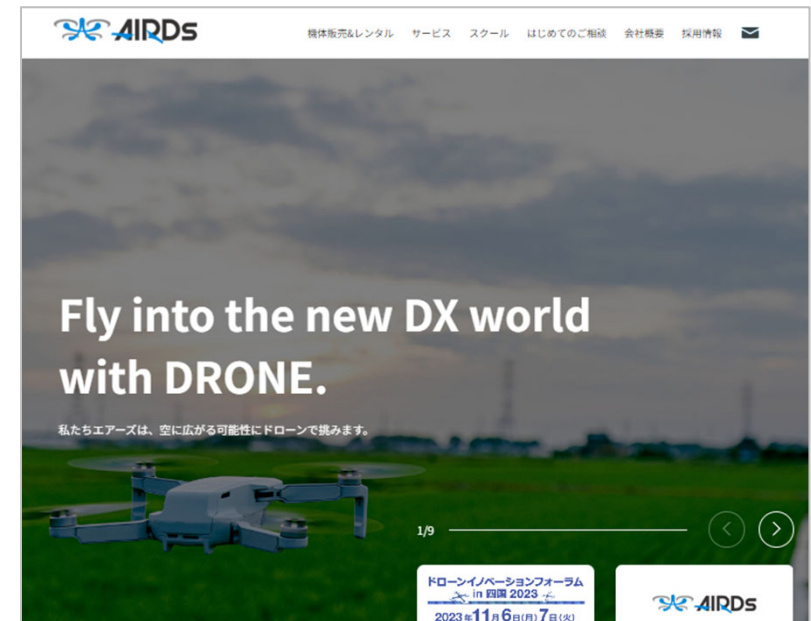 AIRDs
機体販売&レンタル サービス スクール はじめてのご相談 会社概要 採用情報
Fly into the new DX world
with DRONE.
私たちエアーズは、空に広がる可能性にドローンで挑みます。
1/9
ドローンイノベーションフォーラム
in 四国 2023
2023年11月6日(月)7日(火)
AIRDs